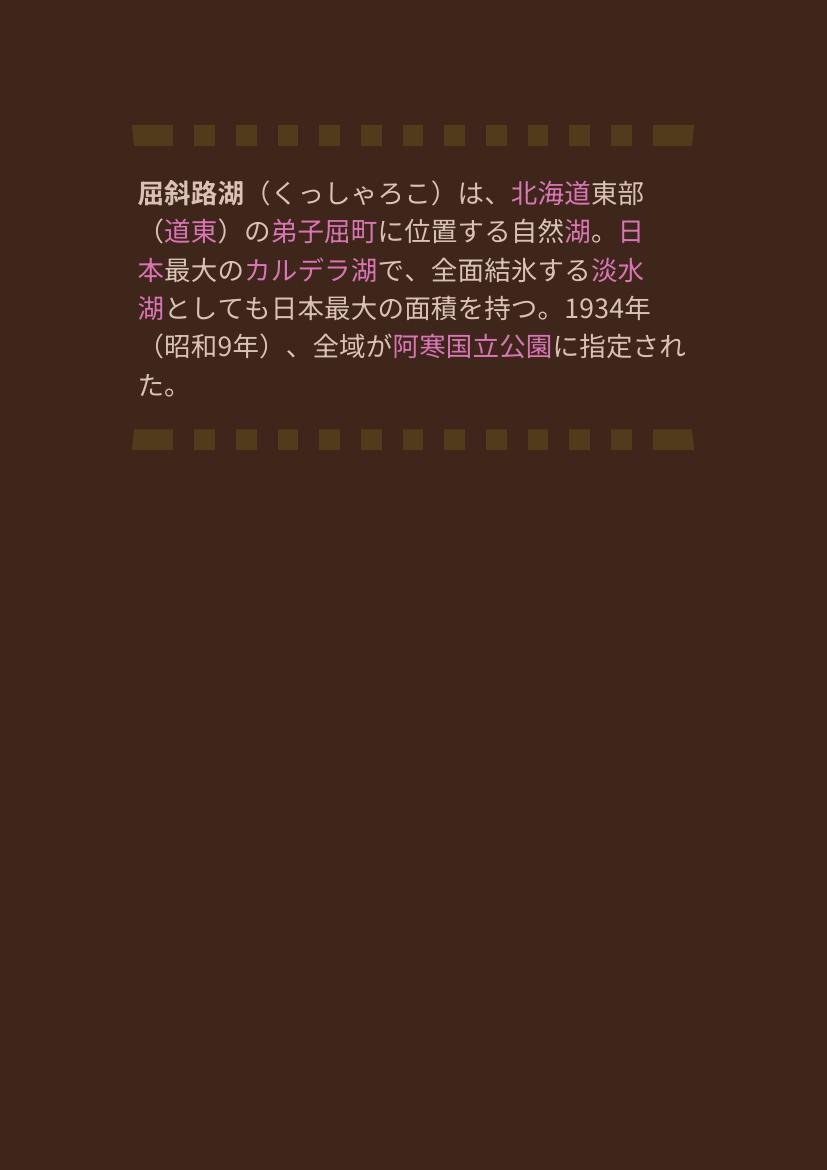 屈斜路湖（くっしゃろこ）は、北海道東部
（道東）の弟子屈町に位置する自然湖。日
本最大のカルデラ湖で、全面結氷する淡水
湖としても日本最大の面積を持つ。1934年
（昭和9年）、全域が阿寒国立公園に指定され
た。